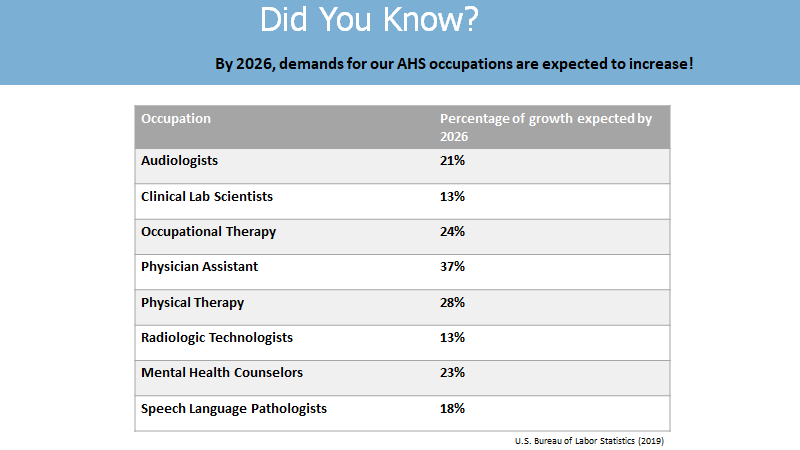 Did You Know?
By 2026, demands for our AHS occupations are expected to increase!
Occupation Percentage of growth expected by
2026
Audiologists 21%
Clinical Lab Scientists 13%
Occupational Therapy 24%
Physician Assistant 37%
Physical Therapy 28%
Radiologic Technologists 13%
Mental Health Counselors 23%
Speech Language Pathologists 18%
U.S. Bureau of Labor Statistics (2019)